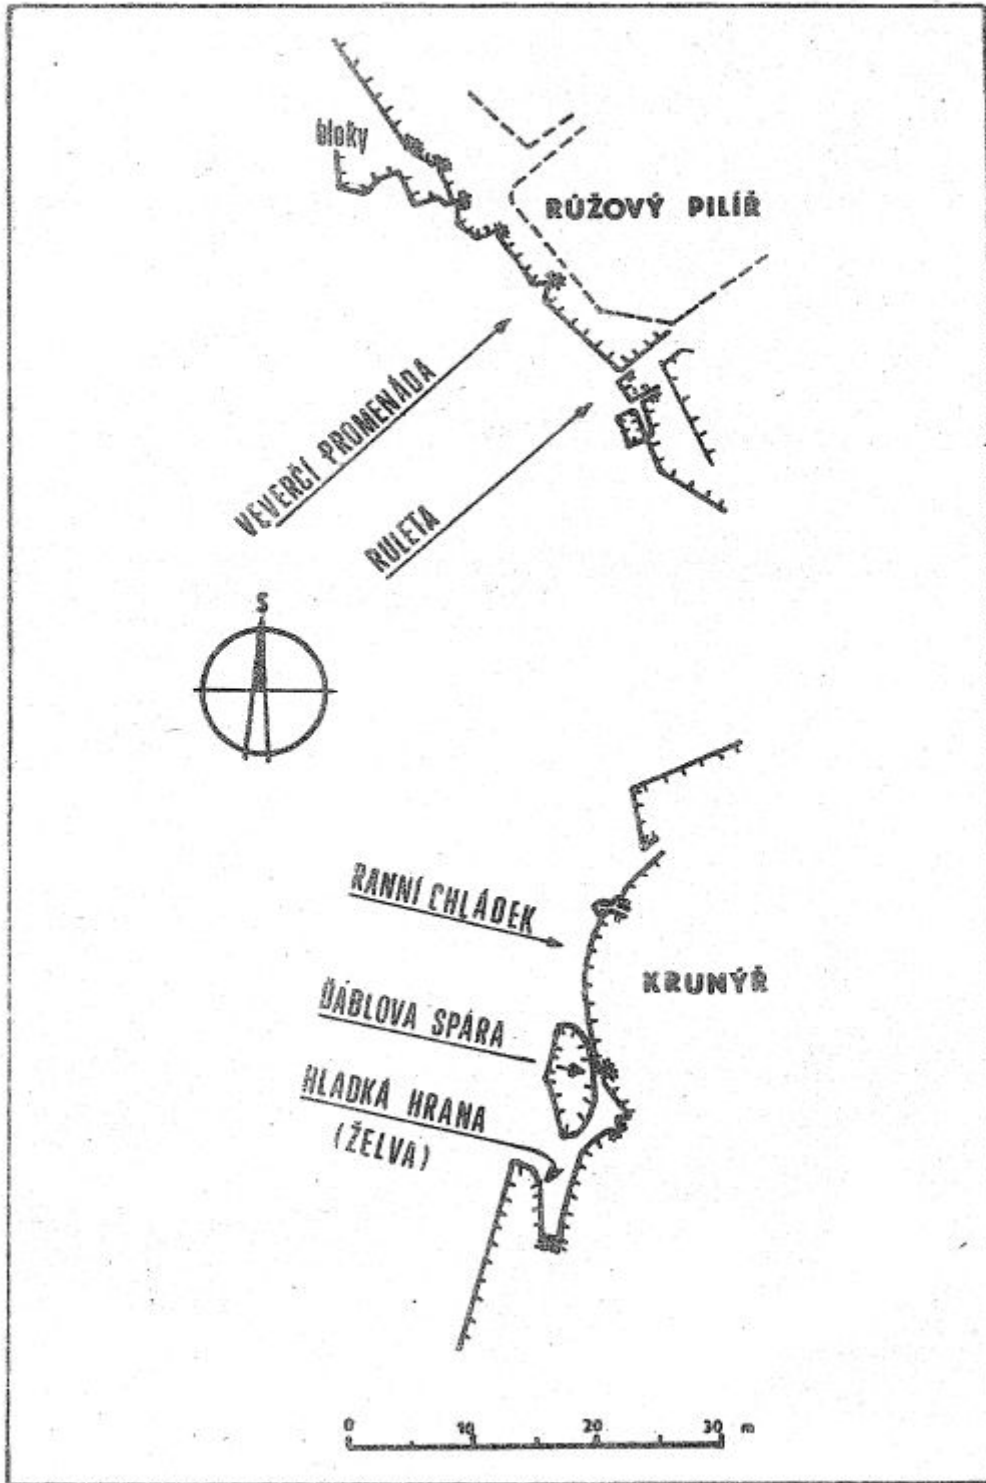 bloky
RŮŽOVÝ PILÍŘ
VEVERČÍ PROMENÁDA
RULETA
S
RANNÍ CHLÁDEK
KRUNÝŘ
ĎÁBLOVA SPÁRA
HLADKÁ HRANA
(ŽELVA)
0 10 20 30 m